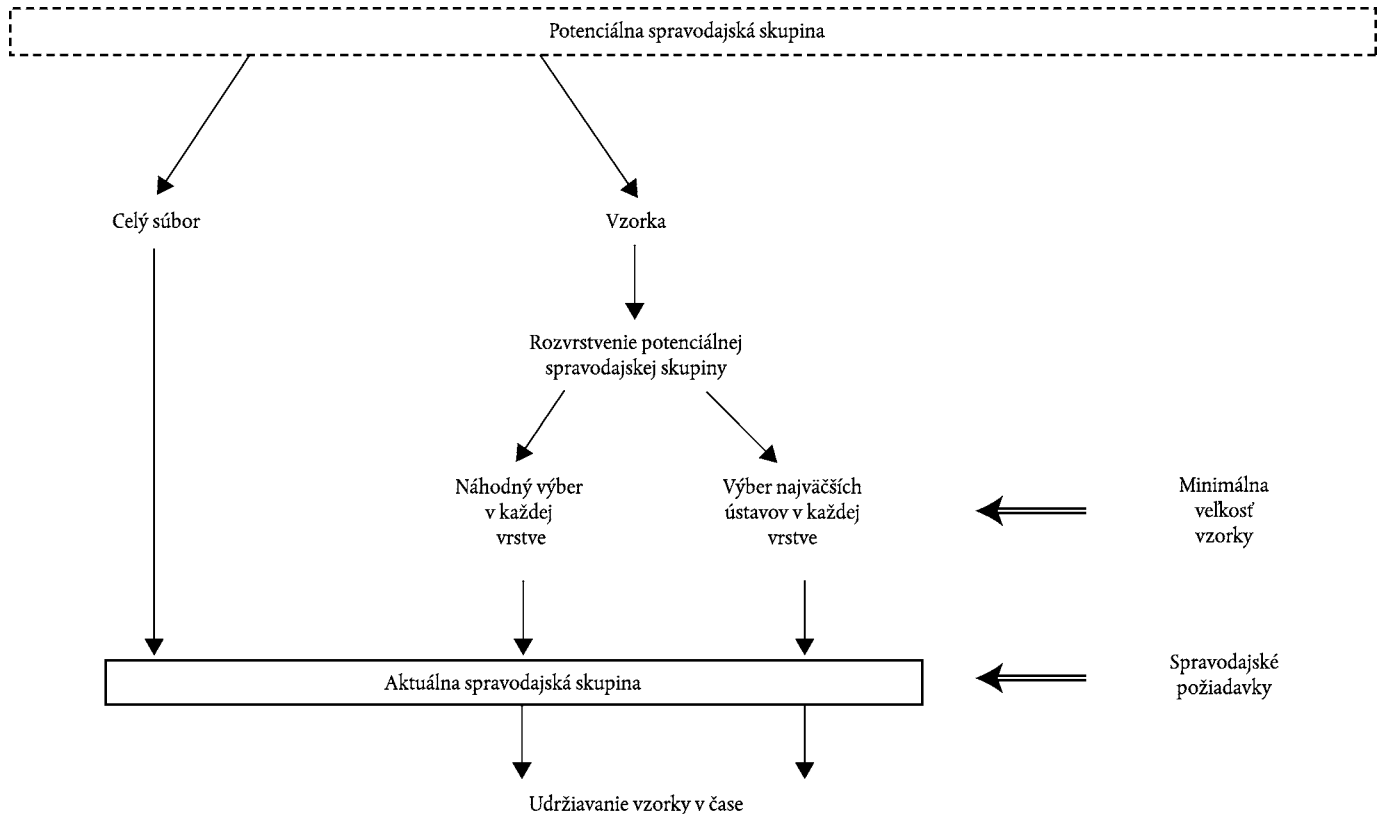 Potenciálna spravodajská skupina
Celý súbor
Vzorka
Rozvrstvenie potenciálnej
spravodajskej skupiny
Náhodný výber
v každej
vrstve
Výber najväčších
ústavov v každej
vrstve
Minimálna
veľkosť
vzorky
Aktuálna spravodajská skupina
Spravodajské
požiadavky
Udržiavanie vzorky v čase